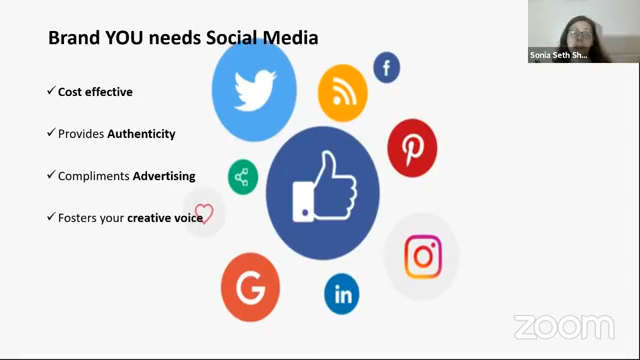 Brand YOU needs Social Media
Sonia Seth Sh...
✓ Cost effective
✓ Provides Authenticity
✓ Compliments Advertising
✓ Fosters your creative voice
f
G
in
zoom